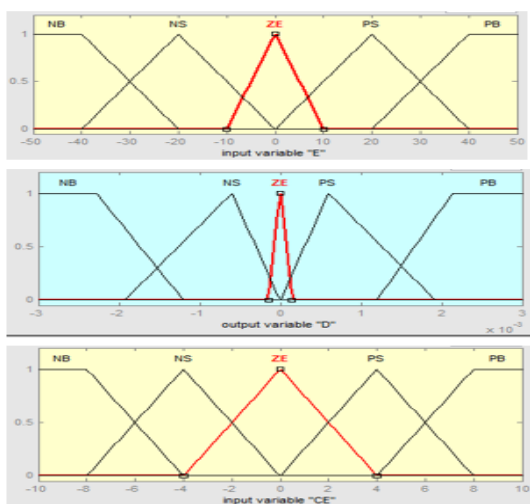 NB NS ZE PS PB
1
0.5
0
-50 -40 -30 -20 -10 0 10 20 30 40 50
input variable "E"
NB NS ZE PS PB
1
0.5
0
-3 -2 -1 0 1 2 3
output variable "D"
× 10⁻³
NB NS ZE PS PB
1
0.5
0
-10 -8 -6 -4 -2 0 2 4 6 8 10
input variable "CE"